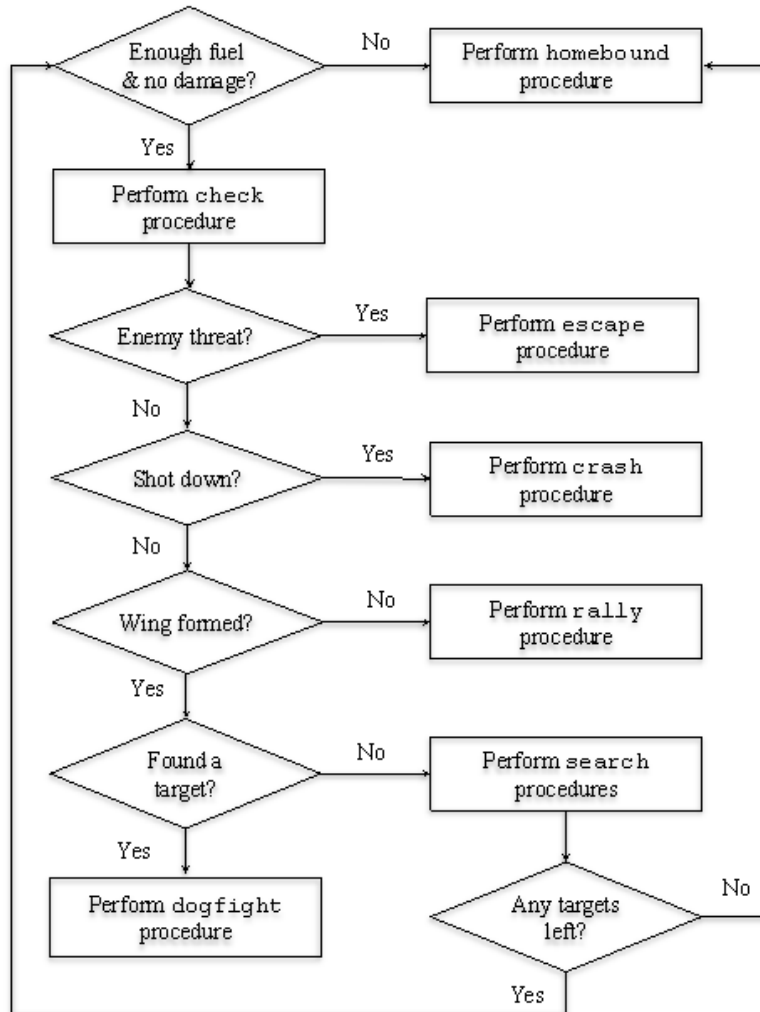 Enough fuel
& no damage?
No
Perform homebound
procedure
Yes
Perform check
procedure
Enemy threat?
Yes
Perform escape
procedure
No
Shot down?
Yes
Perform crash
procedure
No
Wing formed?
No
Perform rally
procedure
Yes
Found a
target?
No
Perform search
procedures
Yes
Perform dogfight
procedure
Any targets
left?
No
Yes